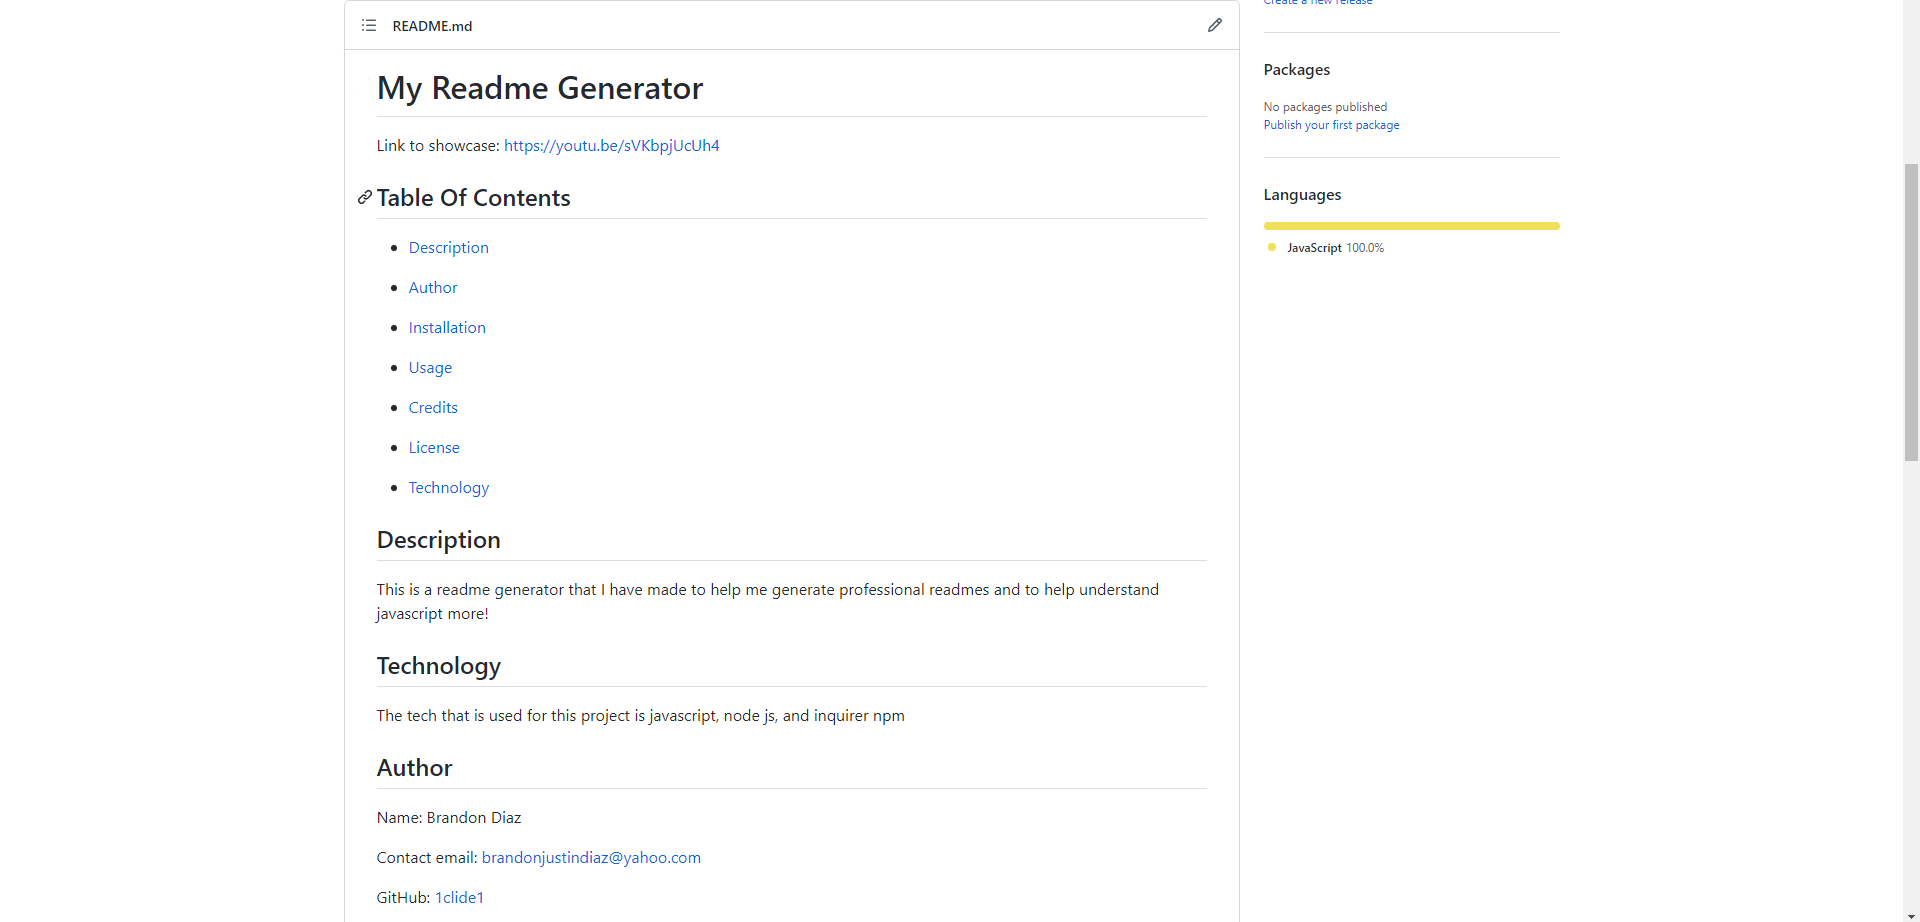 README.md
My Readme Generator
Link to showcase: https://youtu.be/sVKbpjUcUh4
Table Of Contents
Description
Author
Installation
Usage
Credits
License
Technology
Description
This is a readme generator that I have made to help me generate professional readmes and to help understand
javascript more!
Technology
The tech that is used for this project is javascript, node js, and inquirer npm
Author
Name: Brandon Diaz
Contact email: brandonjustindiaz@yahoo.com
GitHub: 1clide1
Create a new release
Packages
No packages published
Publish your first package
Languages
JavaScript 100.0%